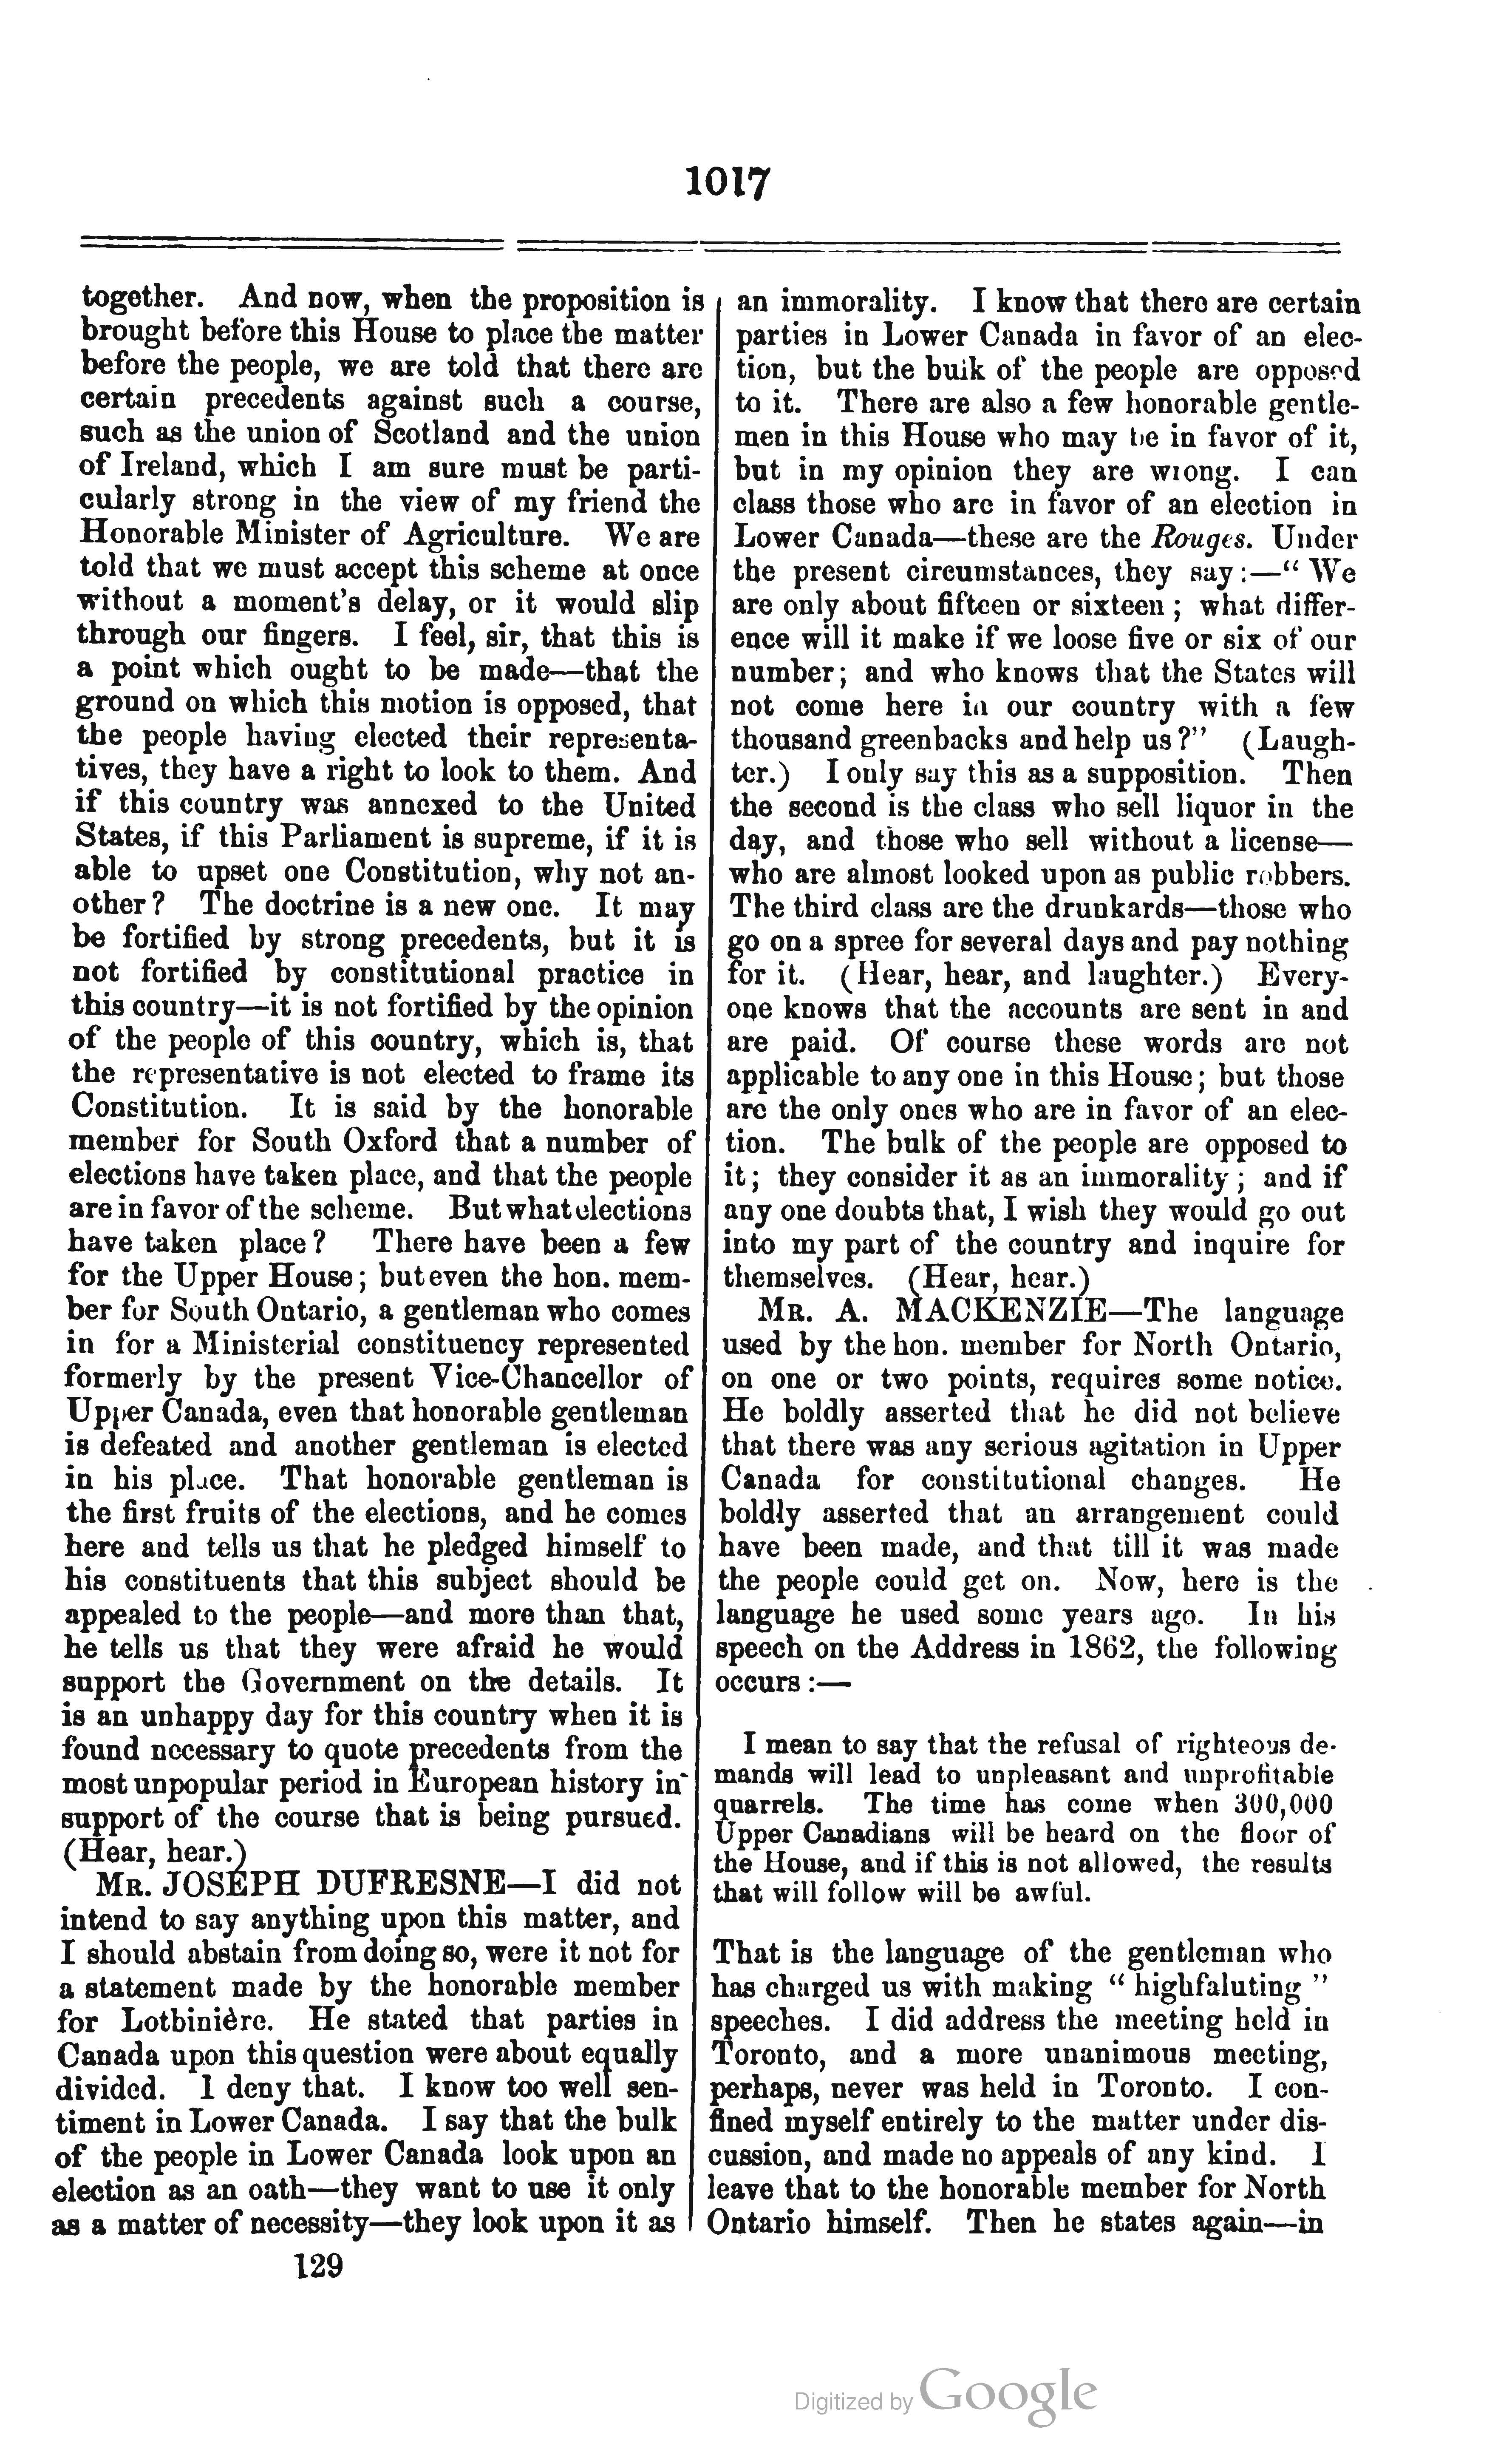 1017
together. And now, when the proposition is
brought before this House to place the matter
before the people, we are told that there are
certain precedents against such a course,
such as the union of Scotland and the union
of Ireland, which I am sure must be parti-
cularly strong in the view of my friend the
Honorable Minister of Agriculture. We are
told that we must accept this scheme at once
without a moment's delay, or it would slip
through our fingers. I feel, sir, that this is
a point which ought to be made—that the
ground on which this motion is opposed, that
the people having elected their representa-
tives, they have a right to look to them. And
if this country was annexed to the United
States, if this Parliament is supreme, if it is
able to upset one Constitution, why not an-
other? The doctrine is a new one. It may
be fortified by strong precedents, but it is
not fortified by constitutional practice in
this country—it is not fortified by the opinion
of the people of this country, which is, that
the representative is not elected to frame its
Constitution. It is said by the honorable
member for South Oxford that a number of
elections have taken place, and that the people
are in favor of the scheme. But what elections
have taken place? There have been a few
for the Upper House; but even the hon. mem-
ber for South Ontario, a gentleman who comes
in for a Ministerial constituency represented
formerly by the present Vice-Chancellor of
Upper Canada, even that honorable gentleman
is defeated and another gentleman is elected
in his place. That honorable gentleman is
the first fruits of the elections, and he comes
here and tells us that he pledged himself to
his constituents that this subject should be
appealed to the people—and more than that,
he tells us that they were afraid he would
support the Government on the details. It
is an unhappy day for this country when it is
found necessary to quote precedents from the
most unpopular period in European history in
support of the course that is being pursued.
(Hear, hear.)
MR. JOSEPH DUFRESNE—I did not
intend to say anything upon this matter, and
I should abstain from doing so, were it not for
a statement made by the honorable member
for Lotbinière. He stated that parties in
Canada upon this question were about equally
divided. I deny that. I know too well sen-
timent in Lower Canada. I say that the bulk
of the people in Lower Canada look upon an
election as an oath—they want to use it only
as a matter of necessity—they look upon it as
129
an immorality. I know that there are certain
parties in Lower Canada in favor of an elec-
tion, but the bulk of the people are opposed
to it. There are also a few honorable gentle-
men in this House who may be in favor of it,
but in my opinion they are wrong. I can
class those who are in favor of an election in
Lower Canada—these are the Rouges. Under
the present circumstances, they say:—" We
are only about fifteen or sixteen; what differ-
ence will it make if we loose five or six of our
number; and who knows that the States will
not come here in our country with a few
thousand greenbacks and help us?" (Laugh-
ter.) I only say this as a supposition. Then
the second is the class who sell liquor in the
day, and those who sell without a license—
who are almost looked upon as public robbers.
The third class are the drunkards—those who
go on a spree for several days and pay nothing
for it. (Hear, hear, and laughter.) Every-
one knows that the accounts are sent in and
are paid. Of course these words are not
applicable to any one in this House; but those
are the only ones who are in favor of an elec-
tion. The bulk of the people are opposed to
it; they consider it as an immorality; and if
any one doubts that, I wish they would go out
into my part of the country and inquire for
themselves. (Hear, hear.)
MR. A. MACKENZIE—The language
used by the hon. member for North Ontario,
on one or two points, requires some notice.
He boldly asserted that he did not believe
that there was any serious agitation in Upper
Canada for constitutional changes. He
boldly asserted that an arrangement could
have been made, and that till it was made
the people could get on. Now, here is the
language he used some years ago. In his
speech on the Address in 1862, the following
occurs:—
I mean to say that the refusal of righteous de-
mands will lead to unpleasant and unprofitable
quarrels. The time has come when 300,000
Upper Canadians will be heard on the floor of
the House, and if this is not allowed, the results
that will follow will be awful.
That is the language of the gentleman who
has charged us with making " highfaluting "
speeches. I did address the meeting held in
Toronto, and a more unanimous meeting,
perhaps, never was held in Toronto. I con-
fined myself entirely to the matter under dis-
cussion, and made no appeals of any kind. I
leave that to the honorable member for North
Ontario himself. Then he states again—in
Digitized by Google